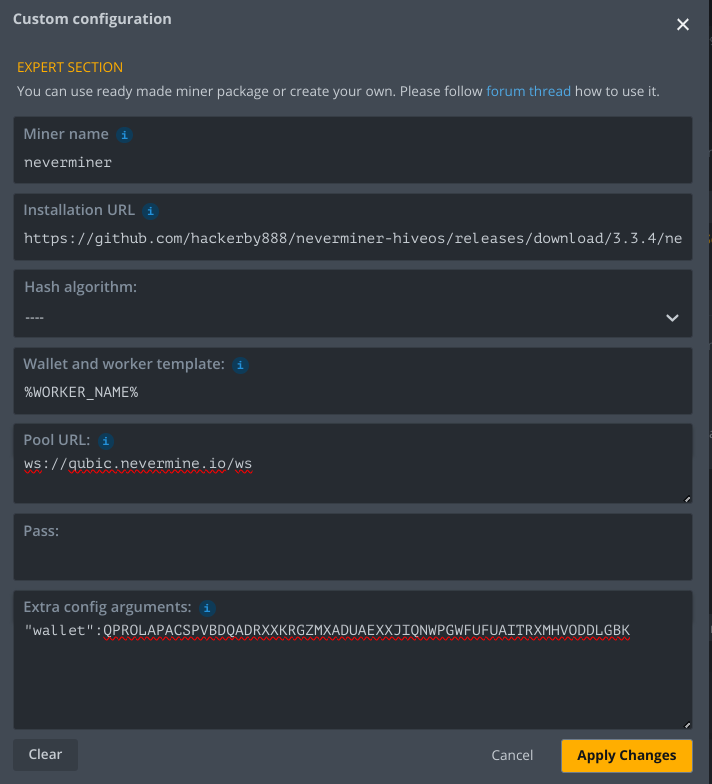 Custom configuration
EXPERT SECTION
You can use ready made miner package or create your own. Please follow forum thread how to use it.
Miner name
neverminer
Installation URL
https://github.com/hackerby888/neverminer-hiveos/releases/download/3.3.4/ne
Hash algorithm:
----
Wallet and worker template:
%WORKER_NAME%
Pool URL:
ws://qubic.nevermine.io/ws
Pass:
Extra config arguments:
"wallet":QPROLAPACSPVBDQADRXXKRGZMXADUAEXXJIQNWPGWFUFUAITRXMHVODDLGBK
Clear
Cancel
Apply Changes